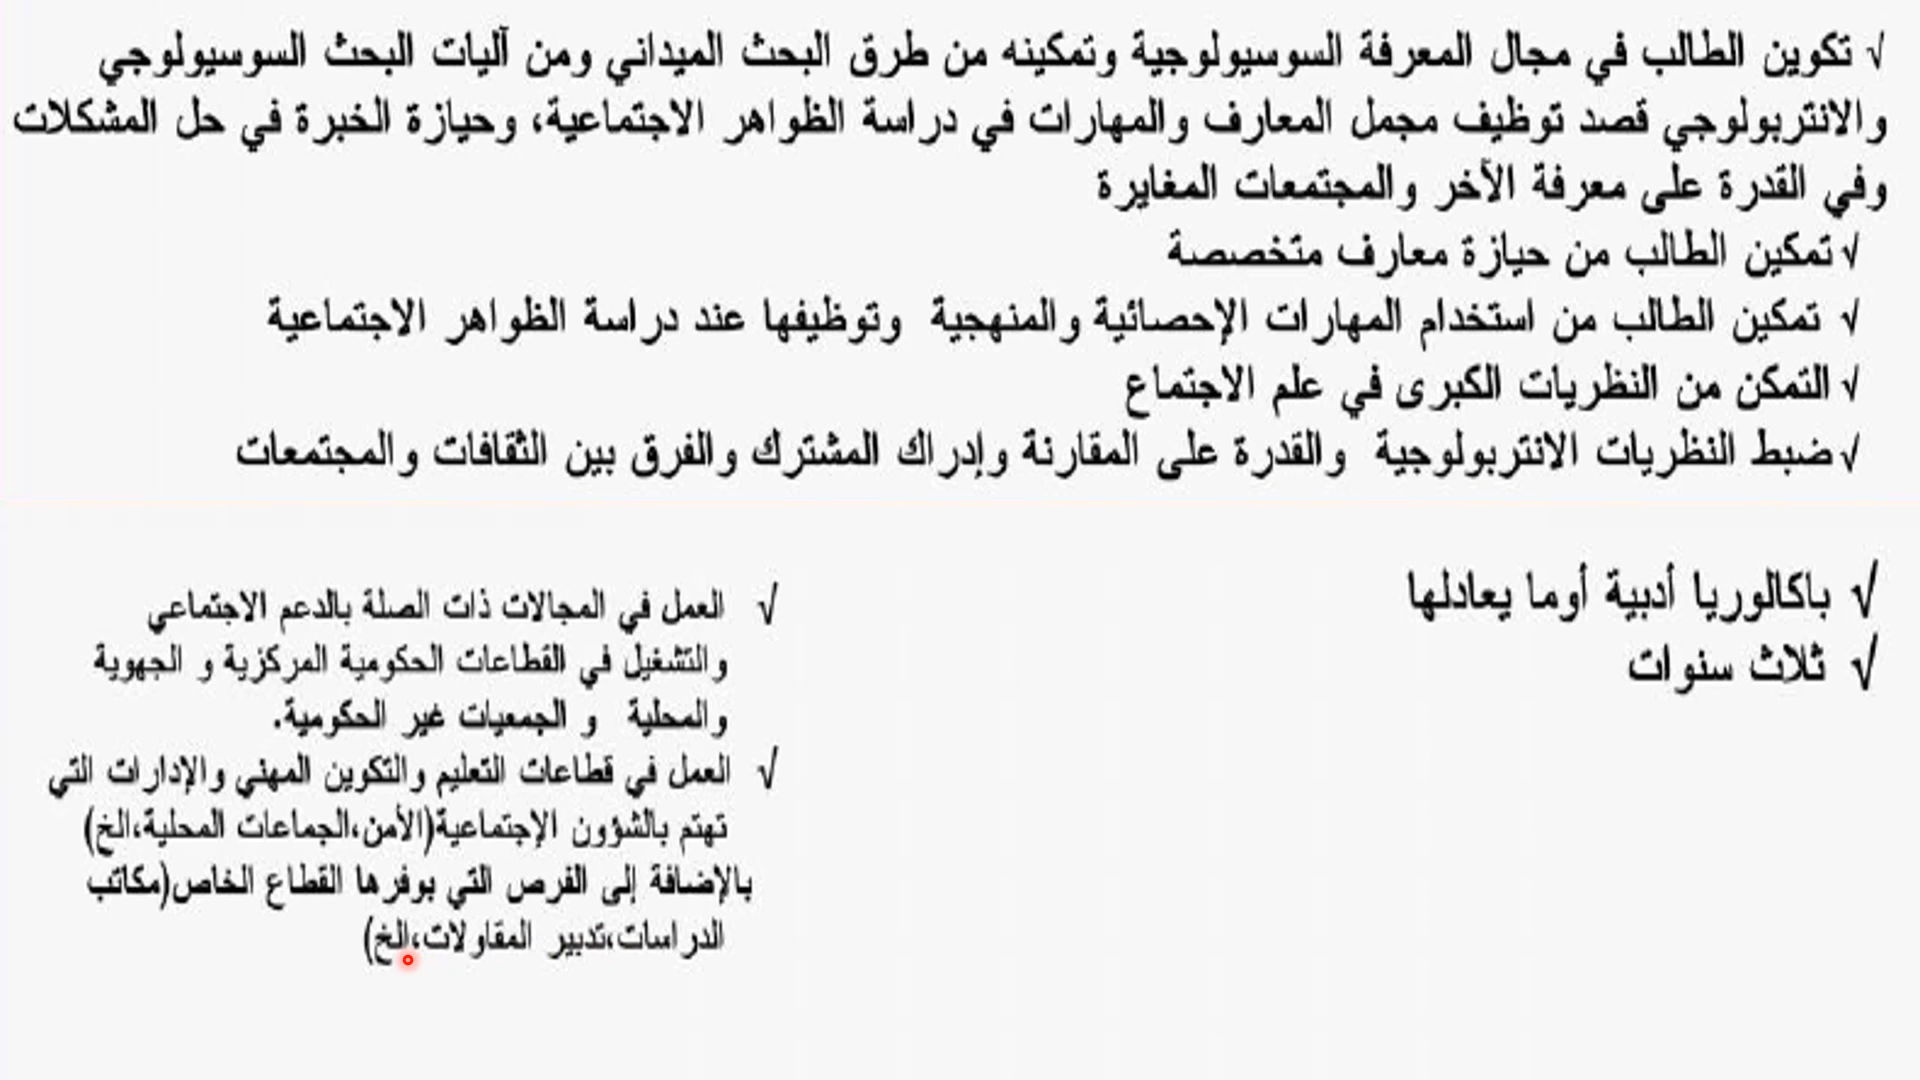 √ تكوين الطالب في مجال المعرفة السوسيولوجية وتمكينه من طرق البحث الميداني ومن آليات البحث السوسيولوجي
والانتربولوجي قصد توظيف مجمل المعارف والمهارات في دراسة الظواهر الاجتماعية، وحيازة الخبرة في حل المشكلات
وفي القدرة على معرفة الآخر والمجتمعات المغايرة
√ تمكين الطالب من حيازة معارف متخصصة
√ تمكين الطالب من استخدام المهارات الإحصائية والمنهجية وتوظيفها عند دراسة الظواهر الاجتماعية
√ التمكن من النظريات الكبرى في علم الاجتماع
√ ضبط النظريات الانتربولوجية والقدرة على المقارنة وإدراك المشترك والفرق بين الثقافات والمجتمعات
√ باكالوريا أدبية أوما يعادلها
√ ثلاث سنوات
√ العمل في المجالات ذات الصلة بالدعم الاجتماعي
والتشغيل في القطاعات الحكومية المركزية و الجهوية
والمحلية و الجمعيات غير الحكومية.
√ العمل في قطاعات التعليم والتكوين المهني والإدارات التي
تهتم بالشؤون الإجتماعية(الأمن،الجماعات المحلية،الخ)
بالإضافة إلى الفرص التي يوفرها القطاع الخاص(مكاتب
الدراسات،تدبير المقاولات،الخ)